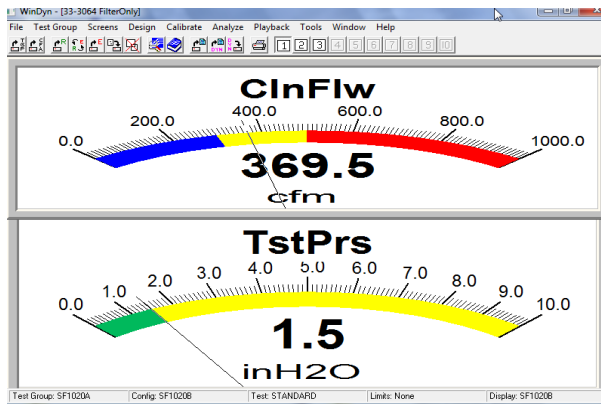 WinDyn - [33-3064 FilterOnly]
File Test Group Screens Design Calibrate Analyze Playback Tools Window Help
1 2 3 4 5 6 7 8 9 10
ClnFlw
0.0 200.0 400.0 600.0 800.0 1000.0
369.5
cfm
TstPrs
0.0 1.0 2.0 3.0 4.0 5.0 6.0 7.0 8.0 9.0 10.0
1.5
inH2O
Test Group: SF1020A Config: SF1020B Test: STANDARD Limits: None Display: SF1020B